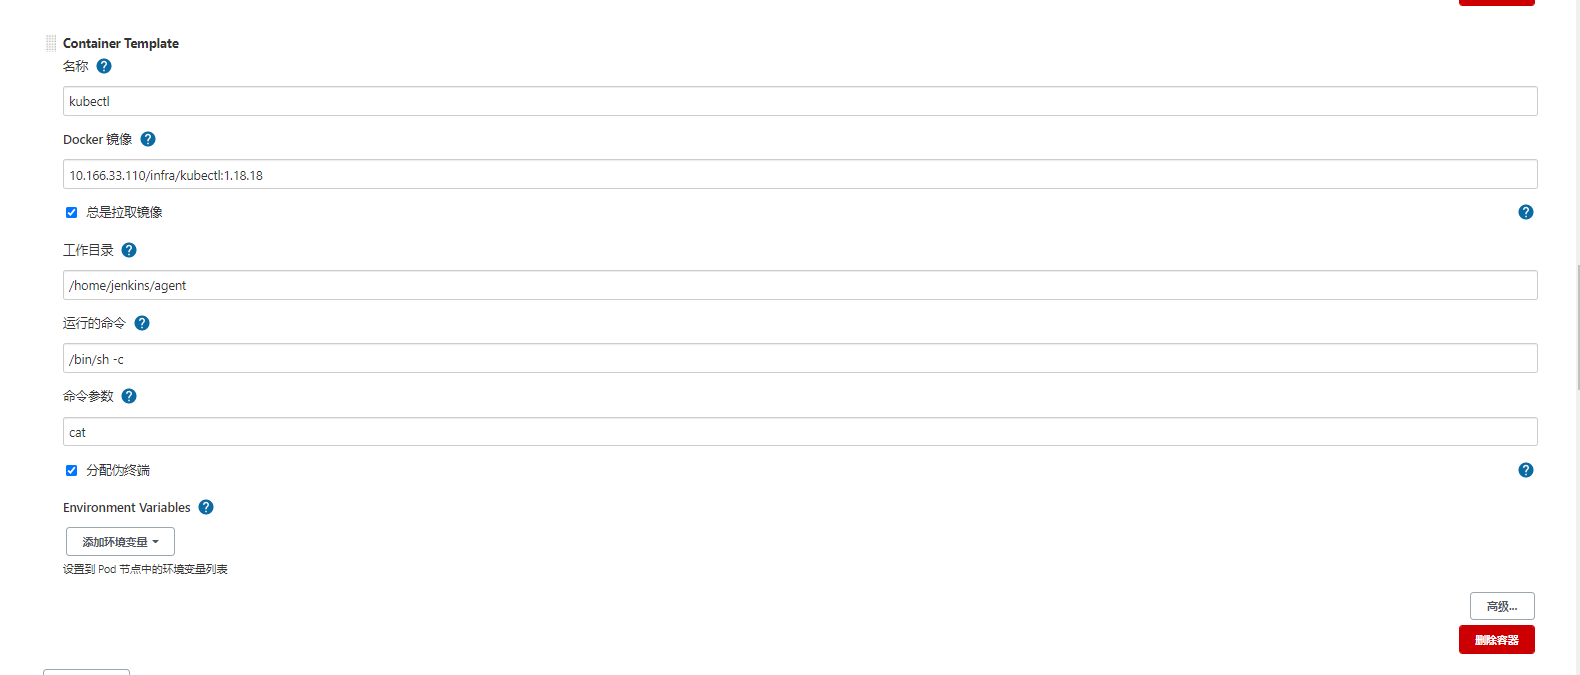 Container Template
名称
kubectl
Docker 镜像
10.166.33.110/infra/kubectl:1.18.18
总是拉取镜像
工作目录
/home/jenkins/agent
运行的命令
/bin/sh -c
命令参数
cat
分配伪终端
Environment Variables
添加环境变量
设置到 Pod 节点中的环境变量列表
高级...
删除容器